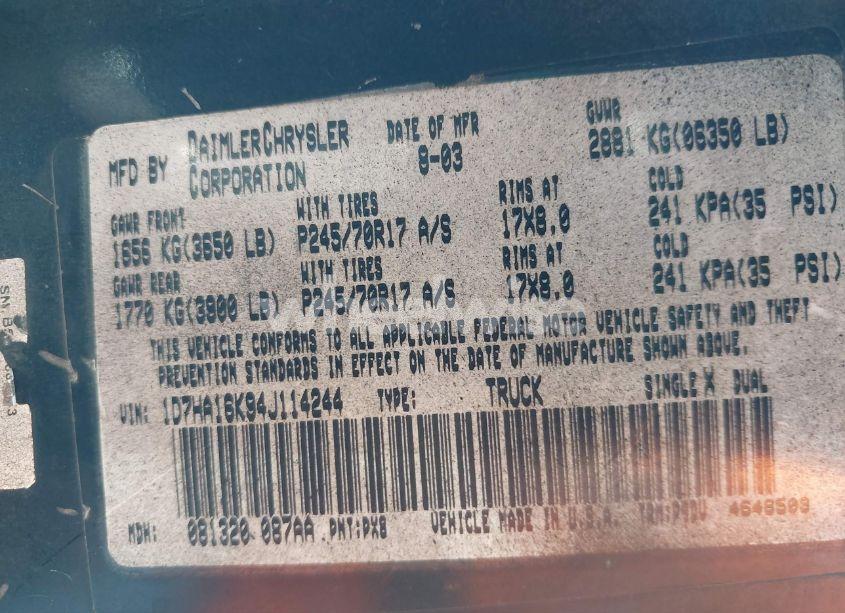 MFD BY DAIMLERCHRYSLER CORPORATION DATE OF MFR 8-03 GVWR 2881 KG(06350 LB)
GAWR FRONT WITH TIRES RIMS AT COLD
1656 KG(3650 LB) P245/70R17 A/S 17X8.0 241 KPA(35 PSI)
GAWR REAR WITH TIRES RIMS AT COLD
1770 KG(3900 LB) P245/70R17 A/S 17X8.0 241 KPA(35 PSI)
THIS VEHICLE CONFORMS TO ALL APPLICABLE FEDERAL MOTOR VEHICLE SAFETY AND THEFT
PREVENTION STANDARDS IN EFFECT ON THE DATE OF MANUFACTURE SHOWN ABOVE.
VIN: 1D7HA16K94J114244 TYPE: TRUCK SINGLE X DUAL
MDH: 081320 087AA PNT:PX8 VEHICLE MADE IN U.S.A. 4648509